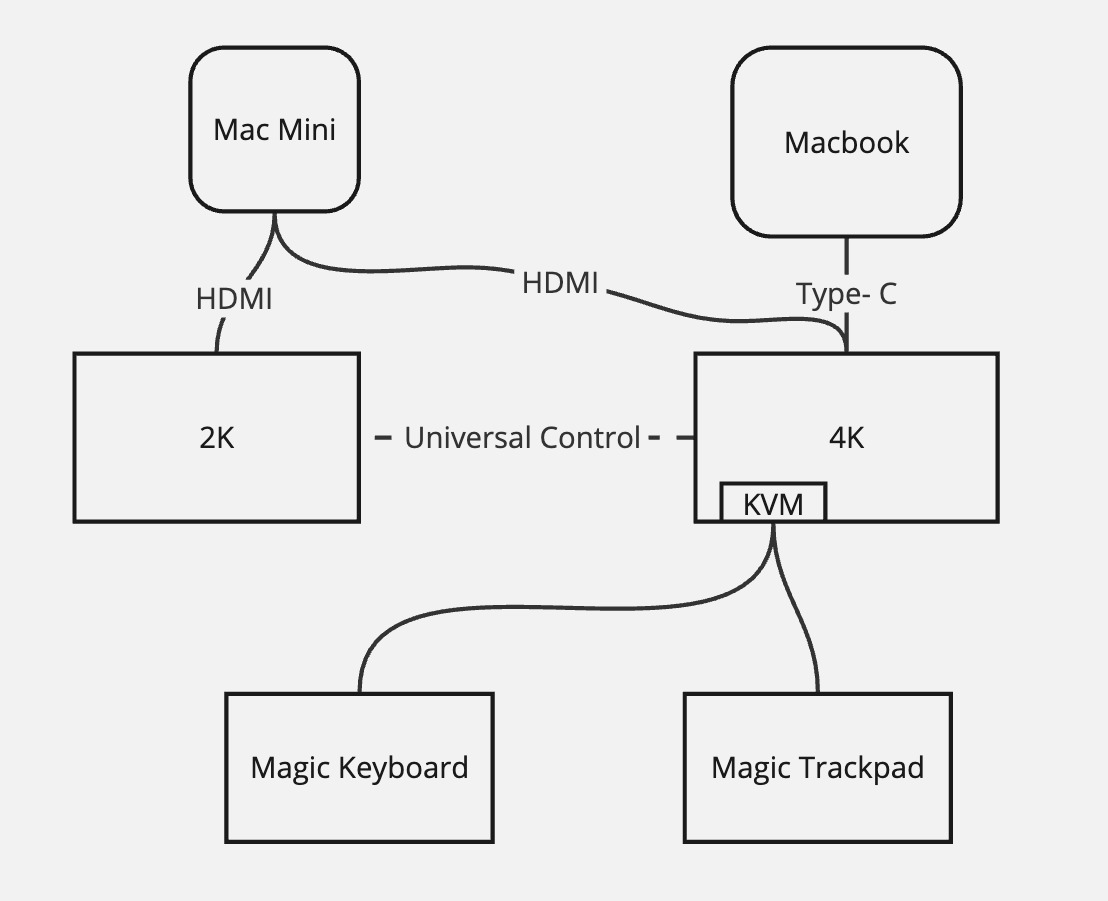 Mac Mini
Macbook
HDMI
HDMI
Type- C
2K
Universal Control
4K
KVM
Magic Keyboard
Magic Trackpad